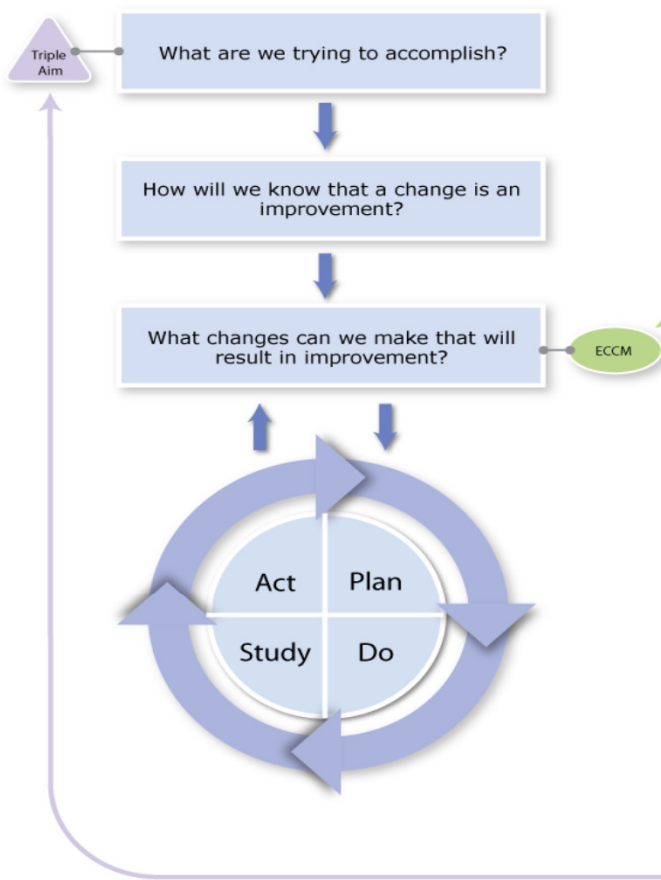 Triple
Aim
What are we trying to accomplish?
How will we know that a change is an
improvement?
What changes can we make that will
result in improvement?
ECCM
Act
Plan
Study
Do